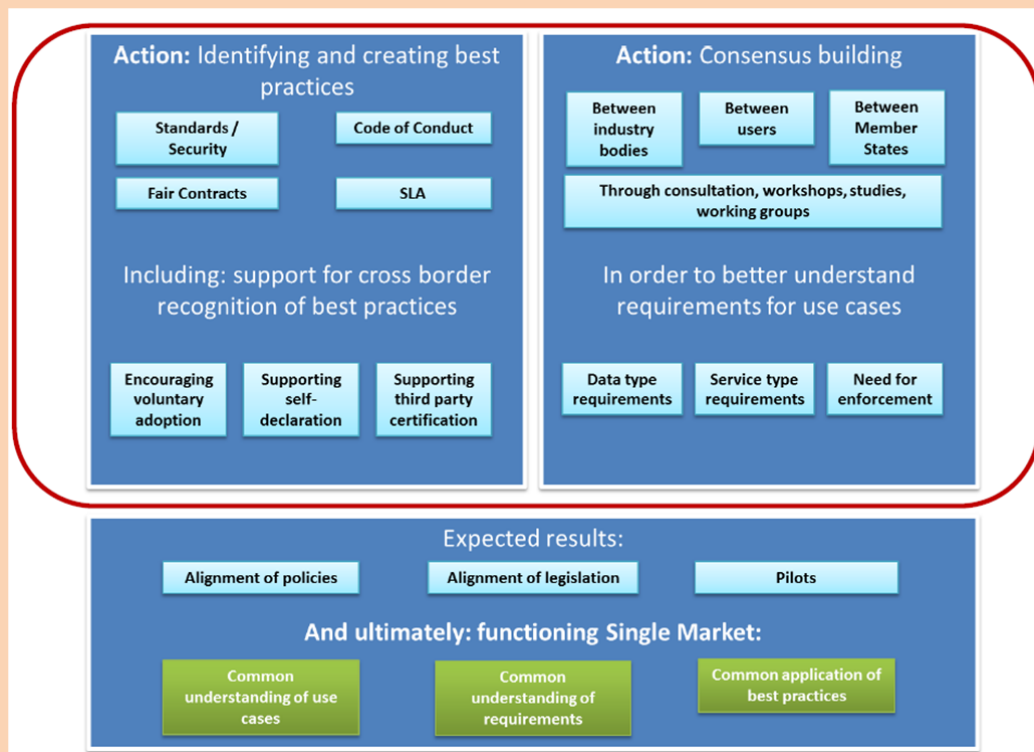 Action: Identifying and creating best
practices
Standards /
Security
Code of Conduct
Fair Contracts
SLA
Including: support for cross border
recognition of best practices
Encouraging
voluntary
adoption
Supporting
self-
declaration
Supporting
third party
certification
Action: Consensus building
Between
industry
bodies
Between
users
Between
Member
States
Through consultation, workshops, studies,
working groups
In order to better understand
requirements for use cases
Data type
requirements
Service type
requirements
Need for
enforcement
Expected results:
Alignment of policies
Alignment of legislation
Pilots
And ultimately: functioning Single Market:
Common
understanding of use
cases
Common
understanding of
requirements
Common application of
best practices